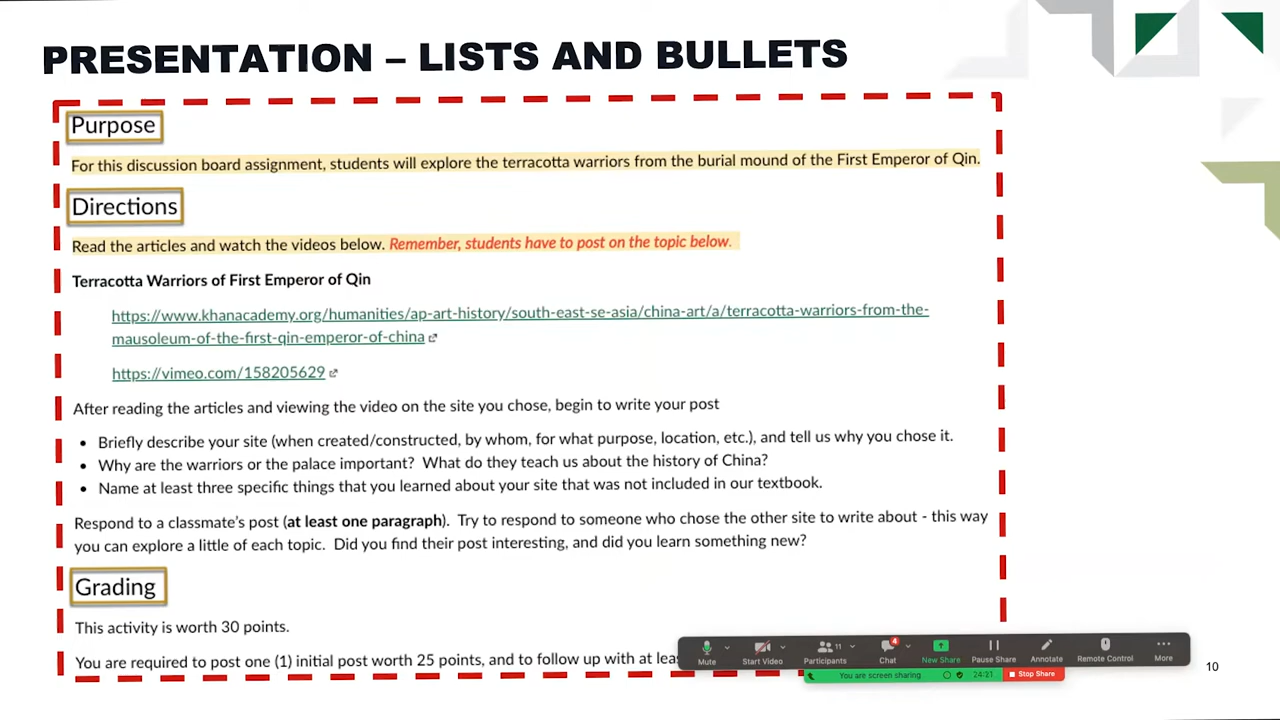 PRESENTATION – LISTS AND BULLETS
Purpose
For this discussion board assignment, students will explore the terracotta warriors from the burial mound of the First Emperor of Qin.
Directions
Read the articles and watch the videos below. Remember, students have to post on the topic below.
Terracotta Warriors of First Emperor of Qin
https://www.khanacademy.org/humanities/ap-art-history/south-east-se-asia/china-art/a/terracotta-warriors-from-the-
mausoleum-of-the-first-qin-emperor-of-china
https://vimeo.com/158205629
After reading the articles and viewing the video on the site you chose, begin to write your post
• Briefly describe your site (when created/constructed, by whom, for what purpose, location, etc.), and tell us why you chose it.
• Why are the warriors or the palace important?  What do they teach us about the history of China?
• Name at least three specific things that you learned about your site that was not included in our textbook.
Respond to a classmate's post (at least one paragraph).  Try to respond to someone who chose the other site to write about - this way
you can explore a little of each topic.  Did you find their post interesting, and did you learn something new?
Grading
This activity is worth 30 points.
You are required to post one (1) initial post worth 25 points, and to follow up with at
11
4
Mute
Start Video
Participants
Chat
New Share
Pause Share
Annotate
Remote Control
More
You are screen sharing
24:21
Stop Share
10